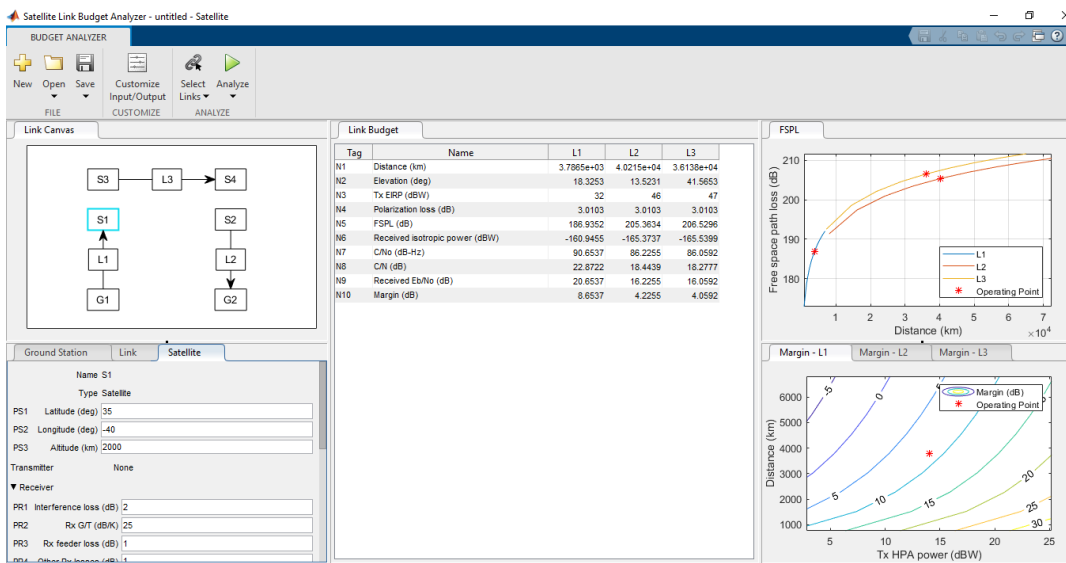 Satellite Link Budget Analyzer - untitled - Satellite
BUDGET ANALYZER
New Open Save Customize Input/Output Select Links Analyze
FILE CUSTOMIZE ANALYZE
Link Canvas
S3 L3 S4
S1 S2
L1 L2
G1 G2
Ground Station Link Satellite
Name S1
Type Satellite
PS1 Latitude (deg) 35
PS2 Longitude (deg) -40
PS3 Altitude (km) 2000
Transmitter None
▼ Receiver
PR1 Interference loss (dB) 2
PR2 Rx G/T (dB/K) 25
PR3 Rx feeder loss (dB) 1
PR4 Other Rx losses (dB) 1
Link Budget
Tag Name L1 L2 L3
N1 Distance (km) 3.7865e+03 4.0215e+04 3.6138e+04
N2 Elevation (deg) 18.3253 13.5231 41.5653
N3 Tx EIRP (dBW) 32 46 47
N4 Polarization loss (dB) 3.0103 3.0103 3.0103
N5 FSPL (dB) 186.9352 205.3634 206.5296
N6 Received isotropic power (dBW) -160.9455 -165.3737 -165.5399
N7 C/No (dB-Hz) 90.6537 86.2255 86.0592
N8 C/N (dB) 22.8722 18.4439 18.2777
N9 Received Eb/No (dB) 20.6537 16.2255 16.0592
N10 Margin (dB) 8.6537 4.2255 4.0592
FSPL
Free space path loss (dB)
210
200
190
180
L1
L2
L3
Operating Point
1 2 3 4 5 6 7
Distance (km) ×10⁴
Margin - L1 Margin - L2 Margin - L3
Margin (dB)
Operating Point
Distance (km)
6000
5000
4000
3000
2000
1000
-5 0 5
5 10 15 20
25
30
5 10 15 20 25
Tx HPA power (dBW)